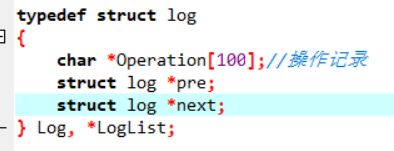 typedef struct log
{
    char *Operation[100];//操作记录
    struct log *pre;
    struct log *next;
} Log, *LogList;